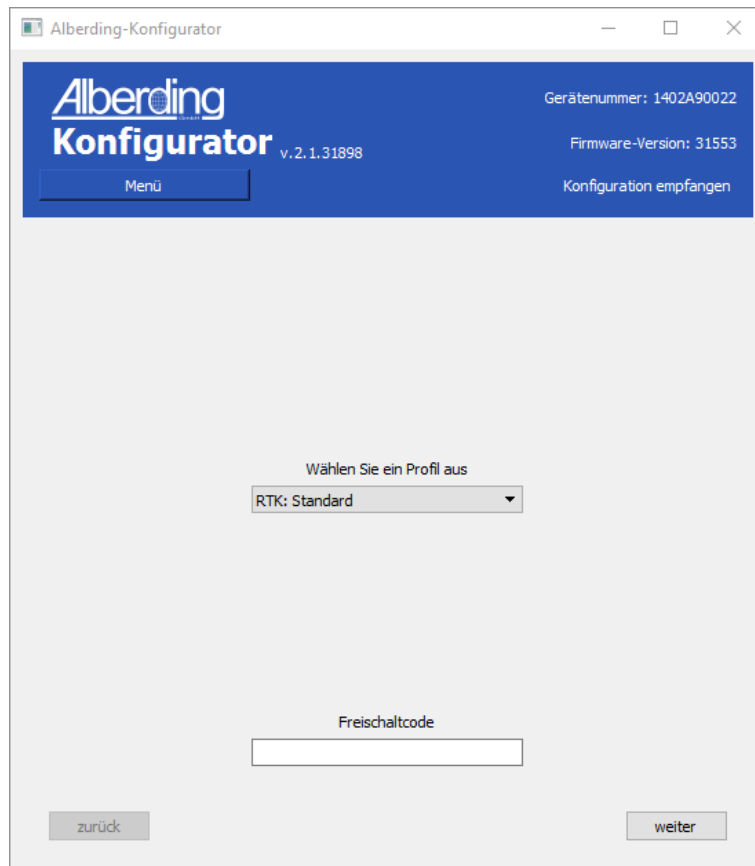 Alberding-Konfigurator
Alberding
Konfigurator v.2.1.31898
Menü
Gerätenummer: 1402A90022
Firmware-Version: 31553
Konfiguration empfangen
Wählen Sie ein Profil aus
RTK: Standard
Freischaltcode
zurück
weiter